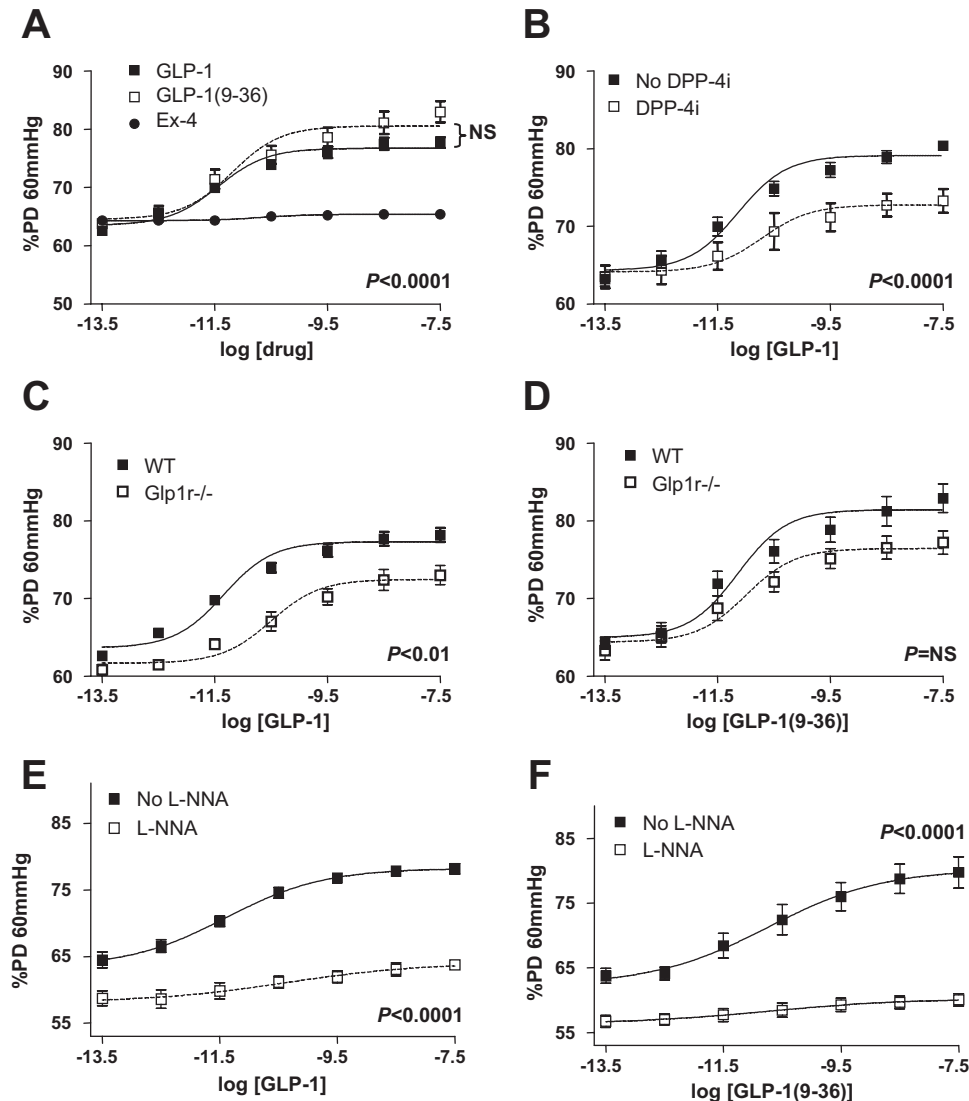 A
90
80
70
60
50
%PD 60mmHg
GLP-1
GLP-1(9-36)
Ex-4
NS
P<0.0001
-13.5 -11.5 -9.5 -7.5
log [drug]
B
90
80
70
60
%PD 60mmHg
No DPP-4i
DPP-4i
P<0.0001
-13.5 -11.5 -9.5 -7.5
log [GLP-1]
C
90
80
70
60
%PD 60mmHg
WT
Glp1r-/-
P<0.01
-13.5 -11.5 -9.5 -7.5
log [GLP-1]
D
90
80
70
60
%PD 60mmHg
WT
Glp1r-/-
P=NS
-13.5 -11.5 -9.5 -7.5
log [GLP-1(9-36)]
E
85
75
65
55
%PD 60mmHg
No L-NNA
L-NNA
P<0.0001
-13.5 -11.5 -9.5 -7.5
log [GLP-1]
F
85
75
65
55
%PD 60mmHg
No L-NNA
L-NNA
P<0.0001
-13.5 -11.5 -9.5 -7.5
log [GLP-1(9-36)]